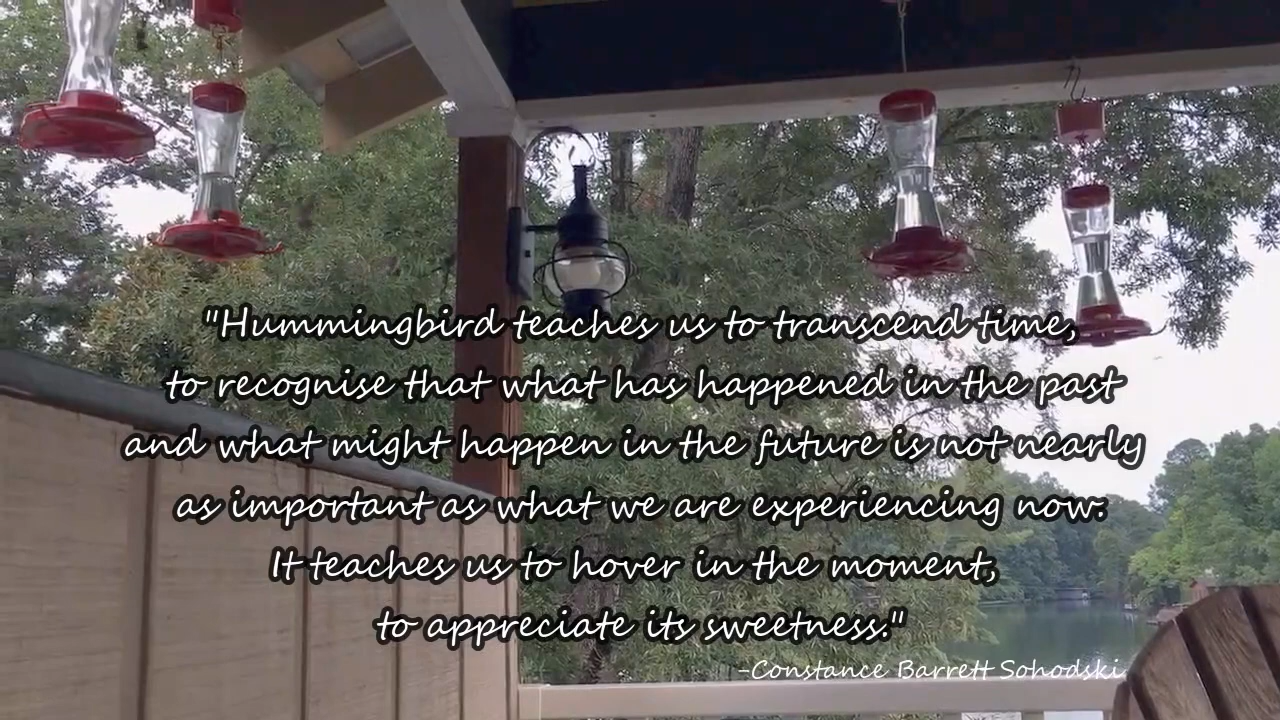 "Hummingbird teaches us to transcend time,
to recognise that what has happened in the past
and what might happen in the future is not nearly
as important as what we are experiencing now.
It teaches us to hover in the moment,
to appreciate its sweetness."
-Constance Barrett Sohodski.